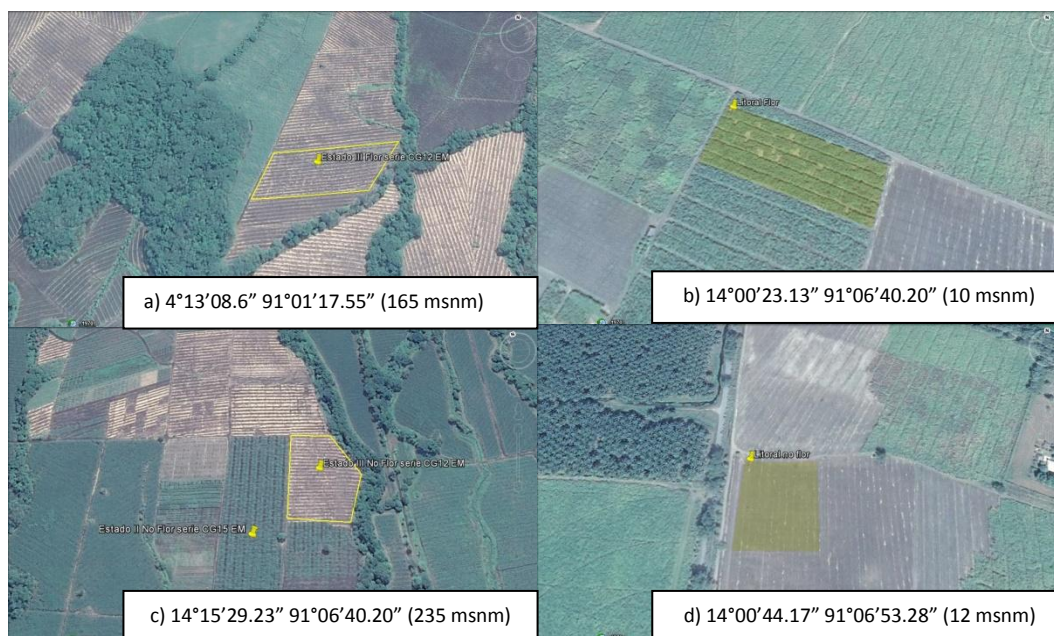 Estado III Flor serie CG12.EM
a) 4°13’08.6” 91°01’17.55” (165 msnm)
Litoral Flor
b) 14°00’23.13” 91°06’40.20” (10 msnm)
Estado III No Flor serie CG12.EM
Estado II No Flor serie CG15.EM
c) 14°15’29.23” 91°06’40.20” (235 msnm)
Litoral no flor
d) 14°00’44.17” 91°06’53.28” (12 msnm)